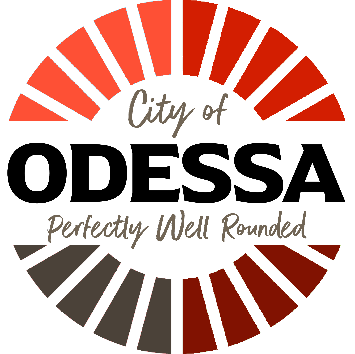 City of
ODESSA
Perfectly Well Rounded